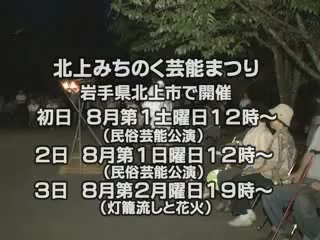 北上みちのく芸能まつり
岩手県北上市で開催
初日 8月第1土曜日12時～
(民俗芸能公演)
2日 8月第1日曜日12時～
(民俗芸能公演)
3日 8月第2月曜日19時～
(灯籠流しと花火)